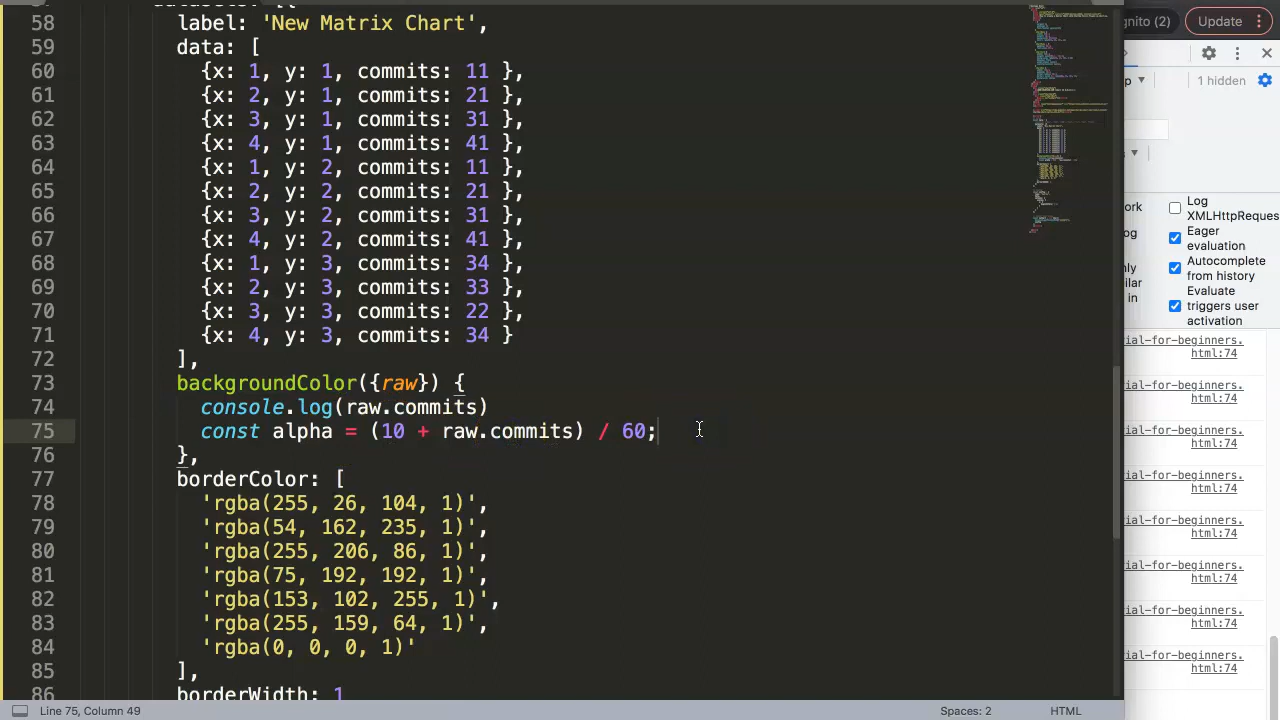 58 label: 'New Matrix Chart',
59 data: [
60 {x: 1, y: 1, commits: 11 },
61 {x: 2, y: 1, commits: 21 },
62 {x: 3, y: 1, commits: 31 },
63 {x: 4, y: 1, commits: 41 },
64 {x: 1, y: 2, commits: 11 },
65 {x: 2, y: 2, commits: 21 },
66 {x: 3, y: 2, commits: 31 },
67 {x: 4, y: 2, commits: 41 },
68 {x: 1, y: 3, commits: 34 },
69 {x: 2, y: 3, commits: 33 },
70 {x: 3, y: 3, commits: 22 },
71 {x: 4, y: 3, commits: 34 }
72 ],
73 backgroundColor({raw}) {
74 console.log(raw.commits)
75 const alpha = (10 + raw.commits) / 60;
76 },
77 borderColor: [
78 'rgba(255, 26, 104, 1)',
79 'rgba(54, 162, 235, 1)',
80 'rgba(255, 206, 86, 1)',
81 'rgba(75, 192, 192, 1)',
82 'rgba(153, 102, 255, 1)',
83 'rgba(255, 159, 64, 1)',
84 'rgba(0, 0, 0, 1)'
85 ],
86 borderWidth: 1
Line 75, Column 49
Spaces: 2
HTML
gnito (2)
Update
1 hidden
Log
XMLHttpReques
Eager
evaluation
Autocomplete
from history
Evaluate
triggers user
activation
ial-for-beginners.
html:74
ial-for-beginners.
html:74
ial-for-beginners.
html:74
ial-for-beginners.
html:74
ial-for-beginners.
html:74
ial-for-beginners.
html:74
ial-for-beginners.
html:74
ial-for-beginners.
html:74